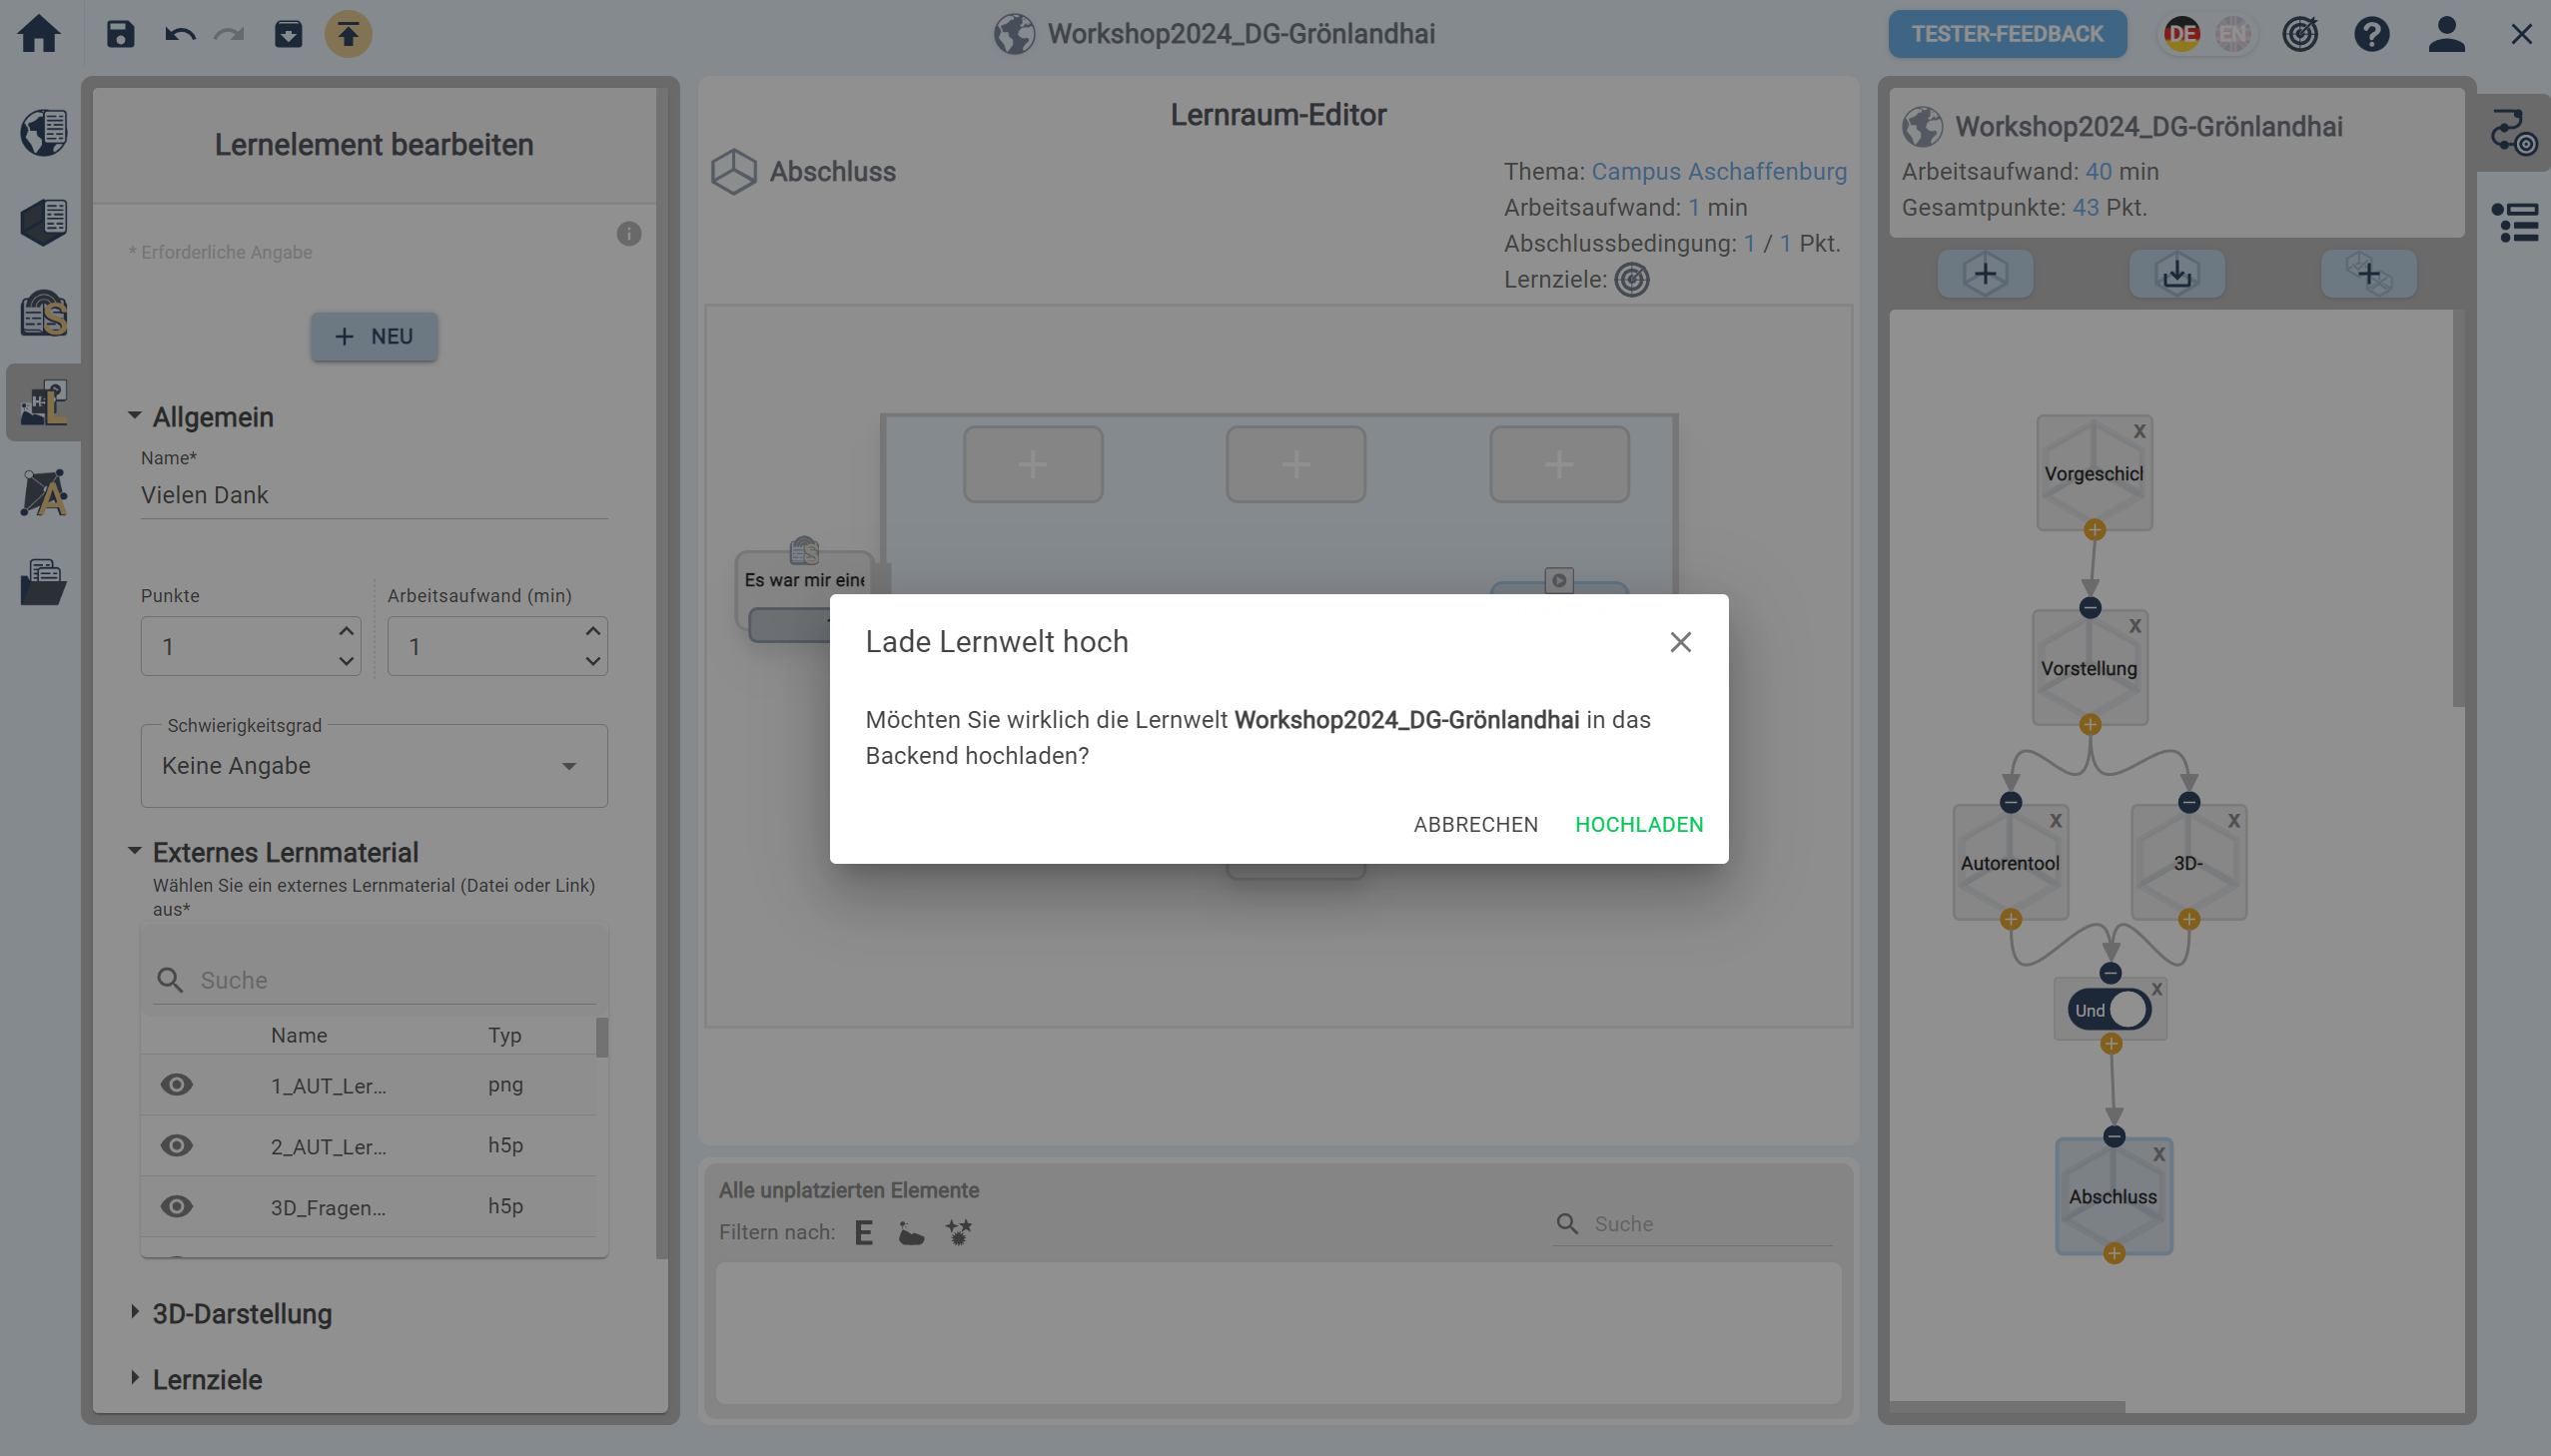 Workshop2024_DG-Grönlandhai
TESTER-FEEDBACK
DE
EN
Lernelement bearbeiten
* Erforderliche Angabe
NEU
Allgemein
Name*
Vielen Dank
Punkte
Arbeitsaufwand (min)
1
1
Schwierigkeitsgrad
Keine Angabe
Externes Lernmaterial
Wählen Sie ein externes Lernmaterial (Datei oder Link)
aus*
Suche
Name
Typ
1_AUT_Ler...
png
2_AUT_Ler...
h5p
3D_Fragen...
h5p
3D-Darstellung
Lernziele
Lernraum-Editor
Abschluss
Thema: Campus Aschaffenburg
Arbeitsaufwand: 1 min
Abschlussbedingung: 1 / 1 Pkt.
Lernziele:
Es war mir eine
Lade Lernwelt hoch
Möchten Sie wirklich die Lernwelt Workshop2024_DG-Grönlandhai in das
Backend hochladen?
ABBRECHEN
HOCHLADEN
Alle unplatzierten Elemente
Filtern nach:
E
Suche
Workshop2024_DG-Grönlandhai
Arbeitsaufwand: 40 min
Gesamtpunkte: 43 Pkt.
X
Vorgeschicl
X
Vorstellung
X
Autorentool
X
3D-
X
Und
X
Abschluss